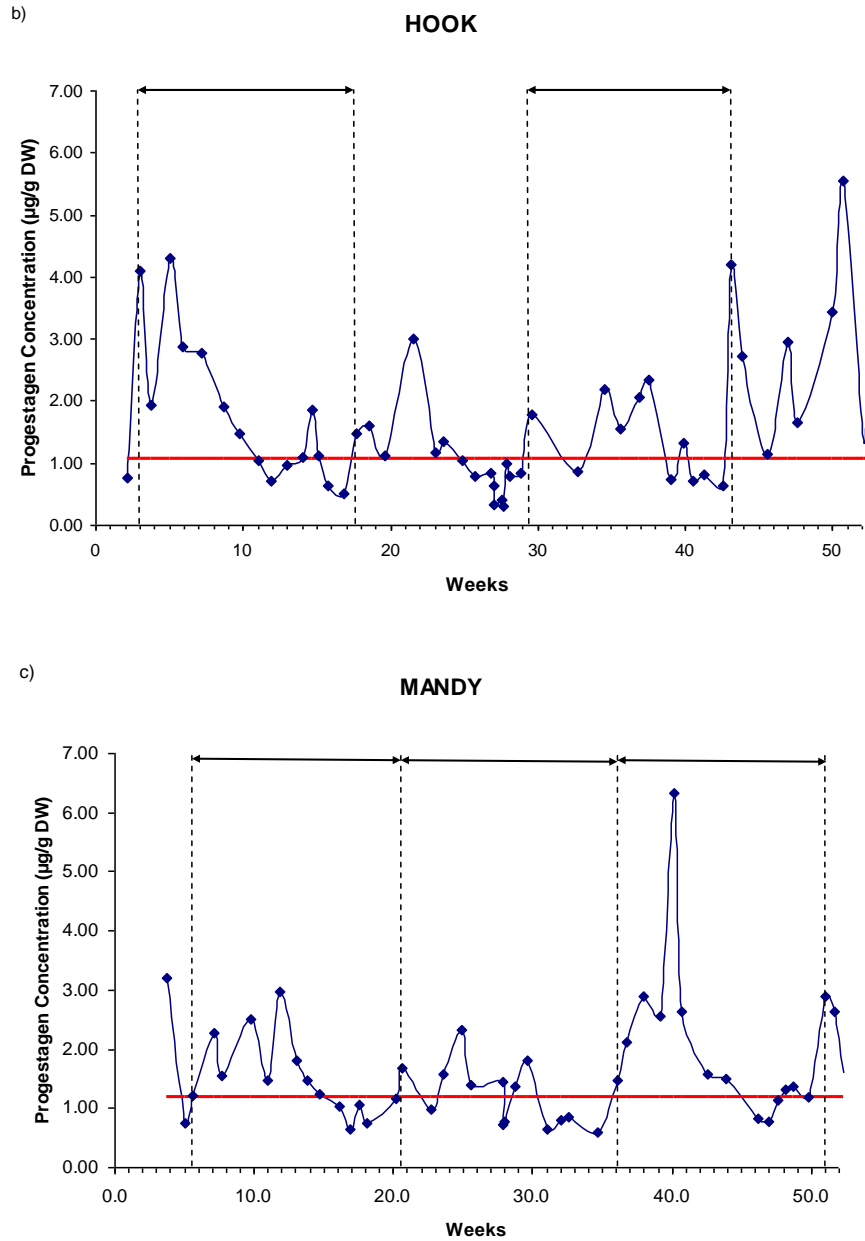 b)
HOOK
7.00
6.00
5.00
4.00
3.00
2.00
1.00
0.00
Progestagen Concentration (µg/g DW)
0 10 20 30 40 50
Weeks
c)
MANDY
7.00
6.00
5.00
4.00
3.00
2.00
1.00
0.00
Progestagen Concentration (µg/g DW)
0.0 10.0 20.0 30.0 40.0 50.0
Weeks